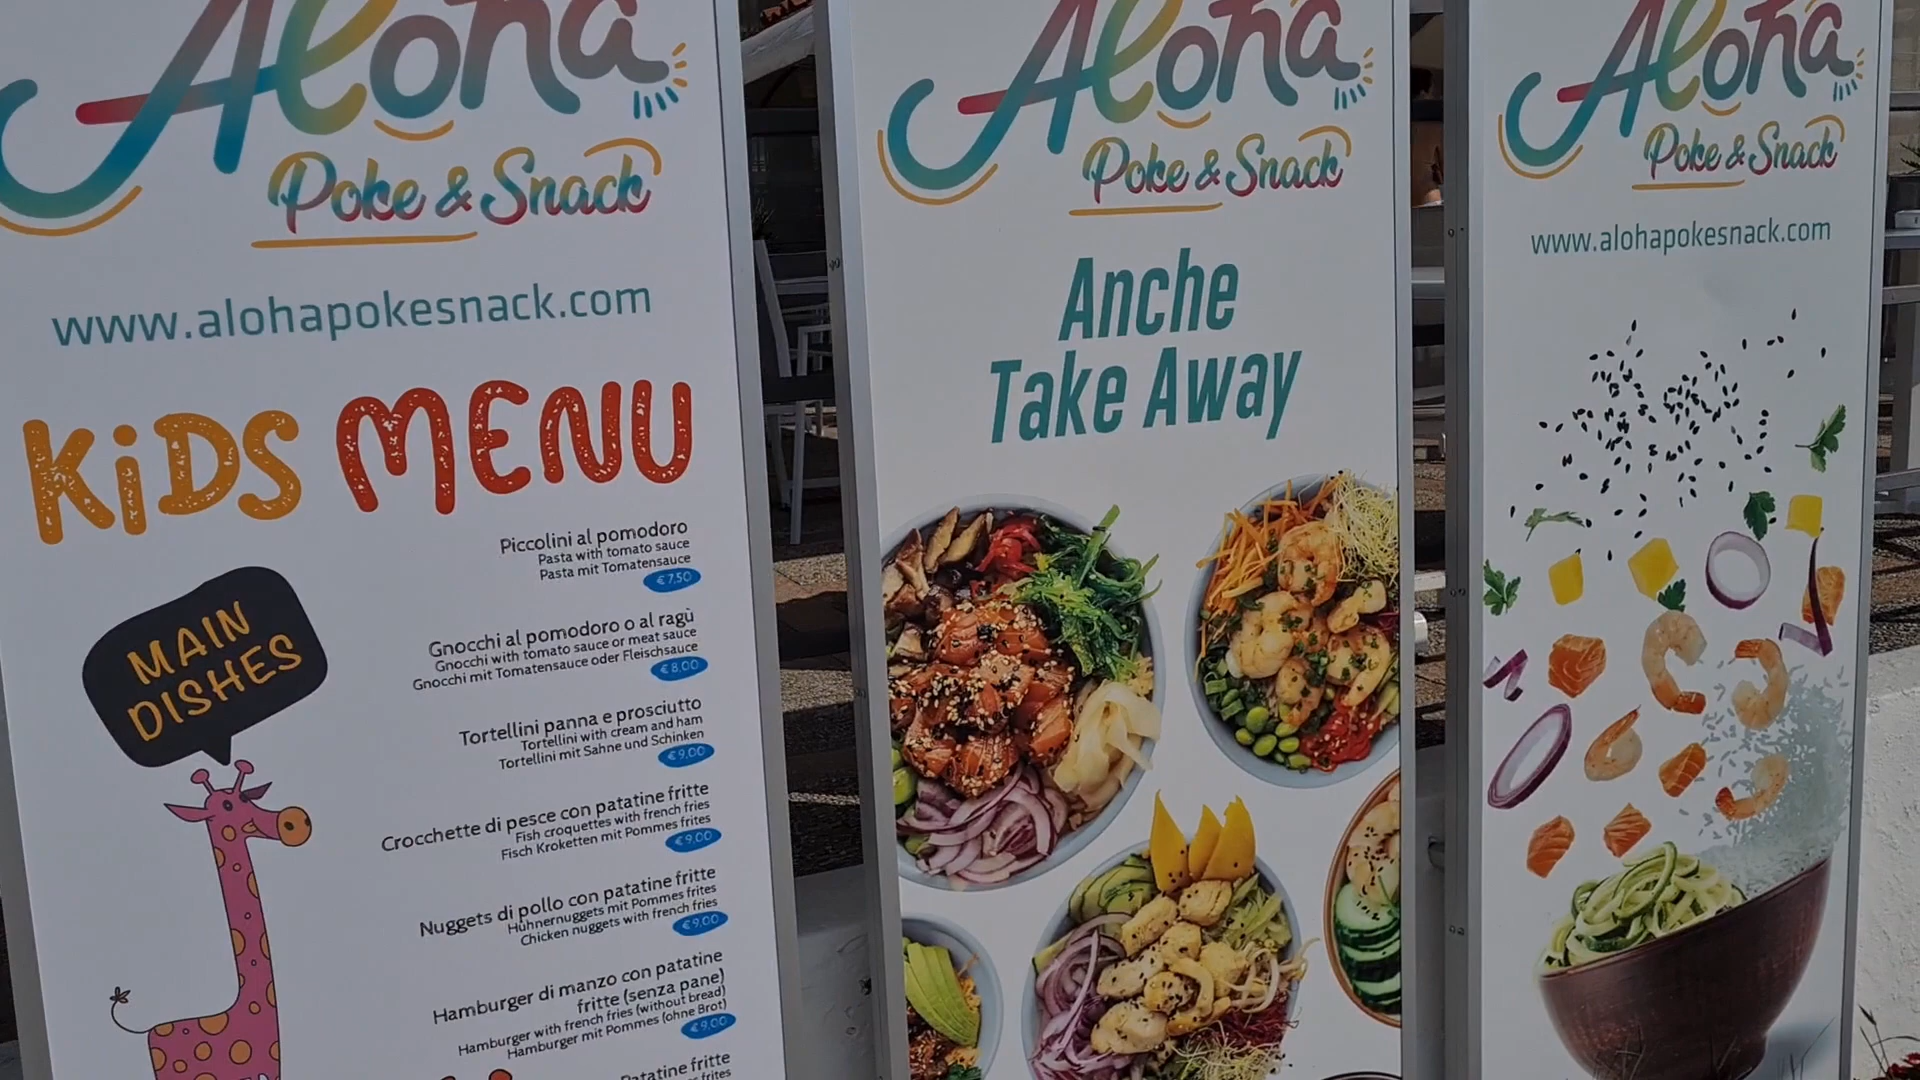 Aloha
Poke & Snack
www.alohapokesnack.com
KiDS MENU
MAIN
DISHES
Piccolini al pomodoro
Pasta with tomato sauce
Pasta mit Tomatensauce
€7,50
Gnocchi al pomodoro o al ragù
Gnocchi with tomato sauce or meat sauce
Gnocchi mit Tomatensauce oder Fleischsauce
€8,00
Tortellini panna e prosciutto
Tortellini with cream and ham
Tortellini mit Sahne und Schinken
€9,00
Crocchette di pesce con patatine fritte
Fish croquettes with french fries
Fisch Kroketten mit Pommes frites
€9,00
Nuggets di pollo con patatine fritte
Hühnernuggets mit Pommes frites
Chicken nuggets with french fries
€9,00
Hamburger di manzo con patatine
fritte (senza pane)
Hamburger with french fries (without bread)
Hamburger mit Pommes (ohne Brot)
€9,00
Patatine fritte
Aloha
Poke & Snack
Anche
Take Away
Aloha
Poke & Snack
www.alohapokesnack.com